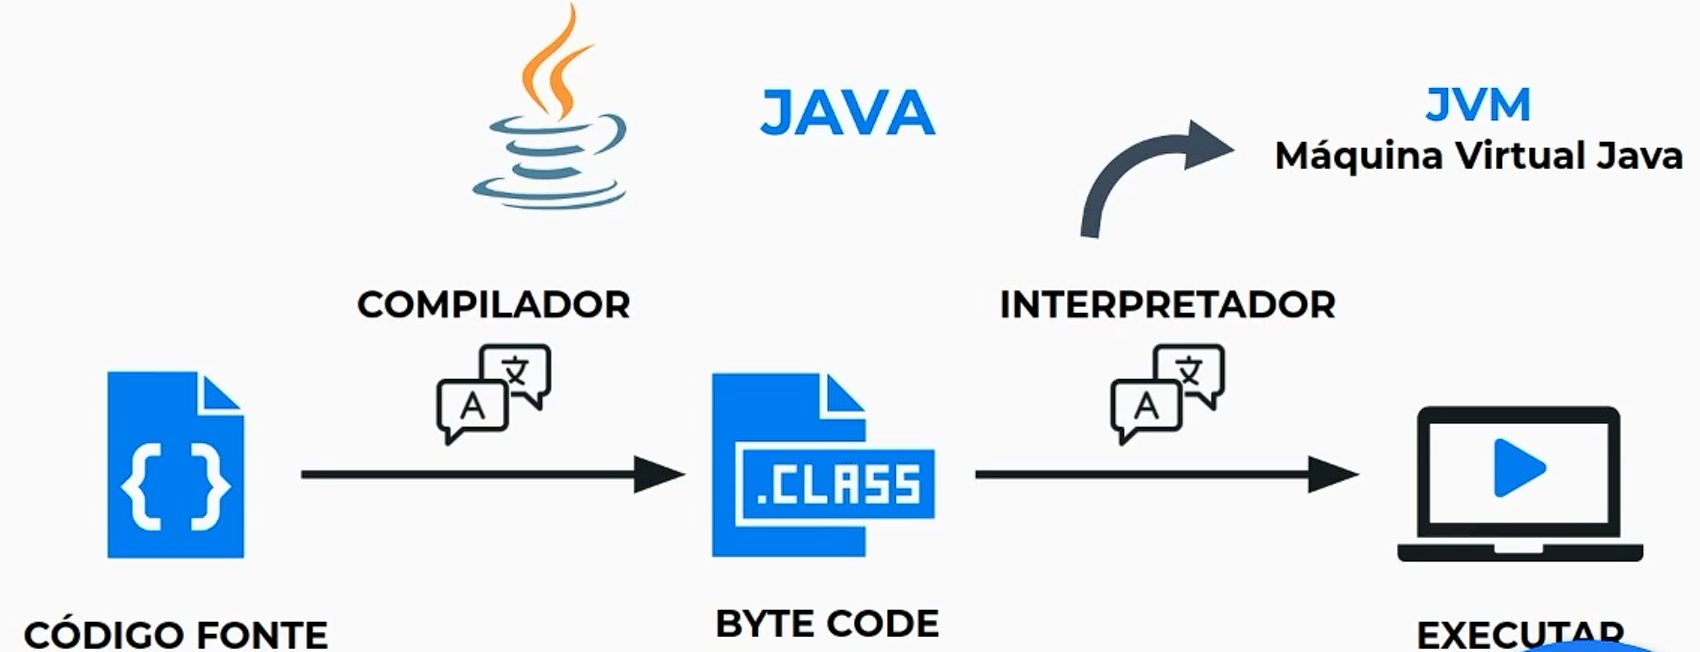 JAVA
JVM
Máquina Virtual Java
COMPILADOR
INTERPRETADOR
文
A
文
A
{ }
.CLASS
CÓDIGO FONTE
BYTE CODE
EXECUTAR